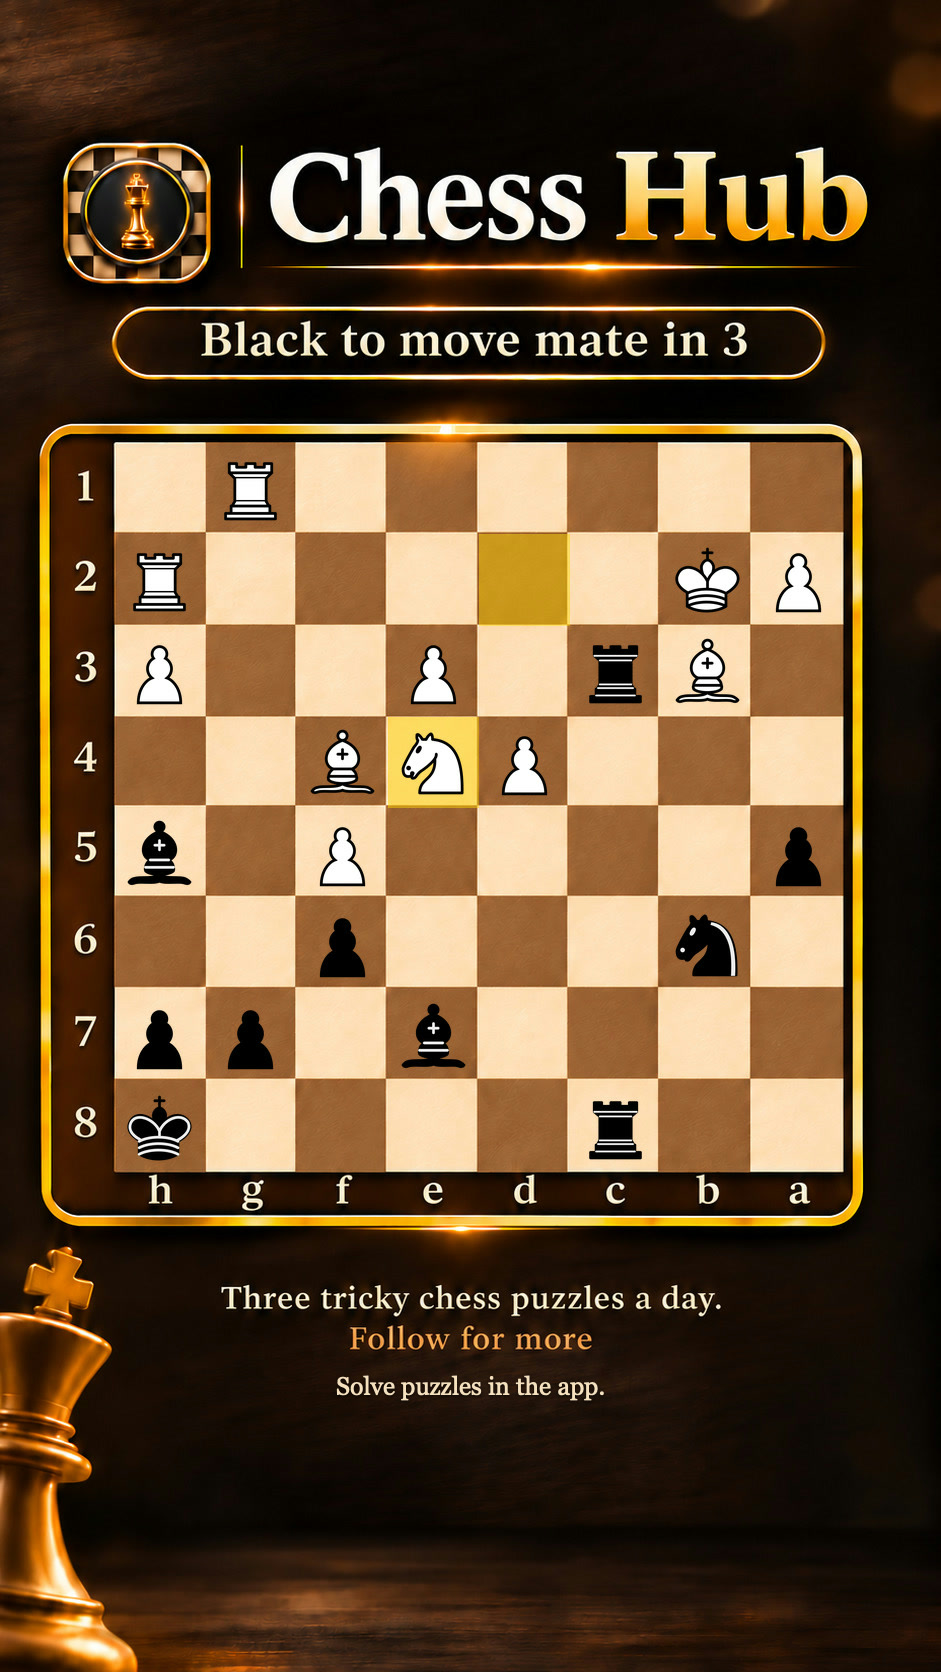 Chess Hub
Black to move mate in 3
1
2
3
4
5
6
7
8
h g f e d c b a
Three tricky chess puzzles a day.
Follow for more
Solve puzzles in the app.